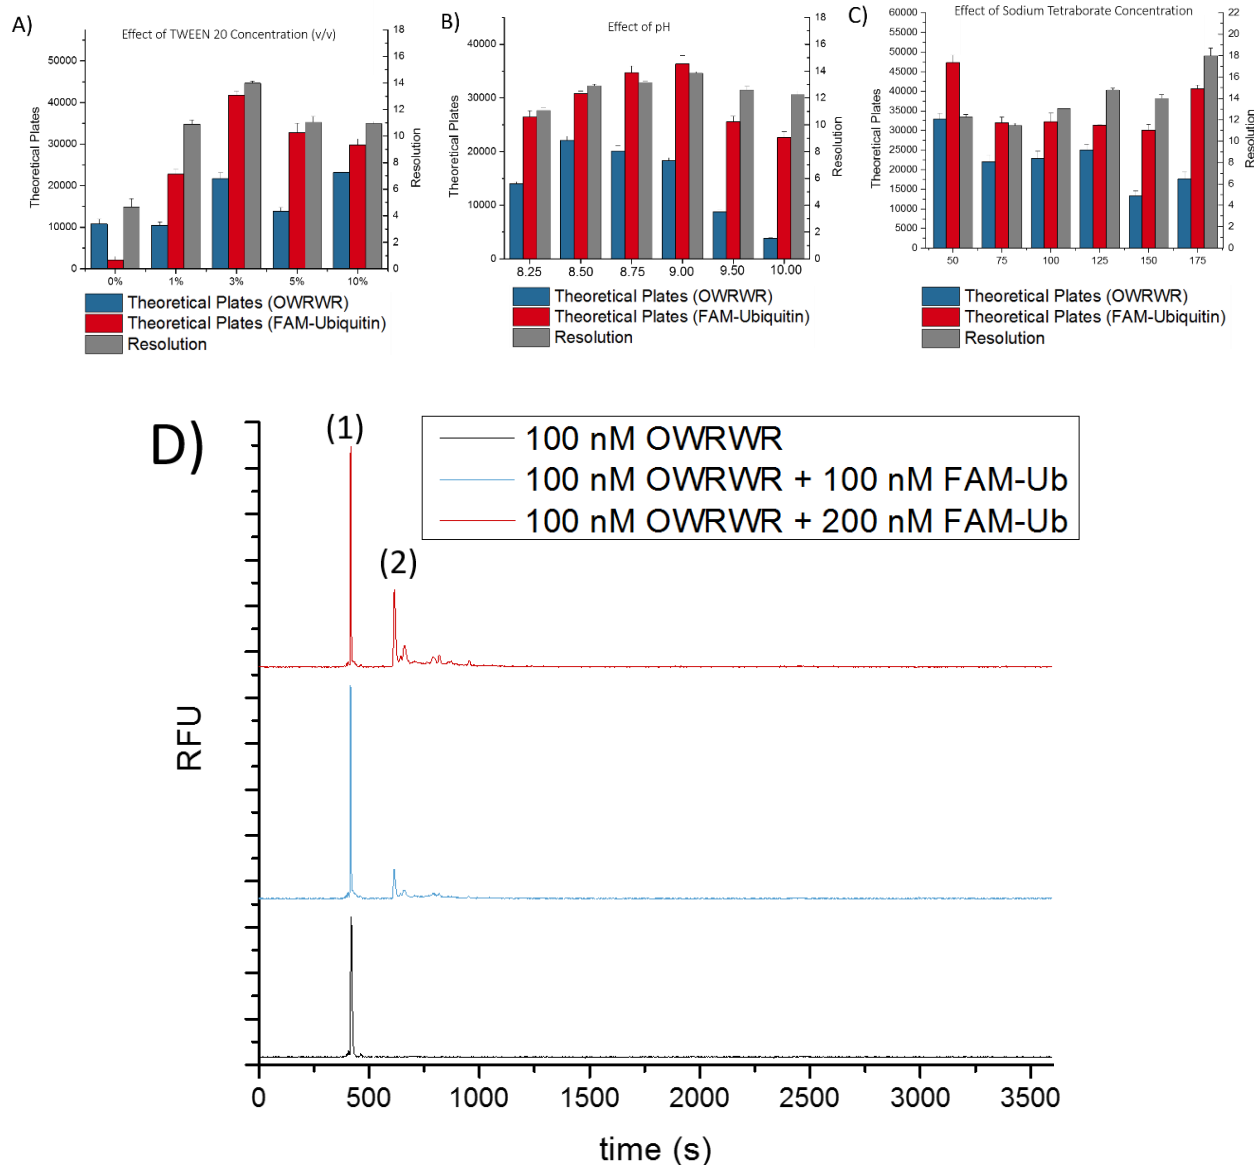 A)
Effect of TWEEN 20 Concentration (v/v)
Theoretical Plates
50000
40000
30000
20000
10000
0
18
16
14
12
10
8
6
4
2
0
Resolution
0% 1% 3% 5% 10%
Theoretical Plates (OWRWR)
Theoretical Plates (FAM-Ubiquitin)
Resolution
B)
Effect of pH
Theoretical Plates
40000
30000
20000
10000
0
18
16
14
12
10
8
6
4
2
0
Resolution
8.25 8.50 8.75 9.00 9.50 10.00
Theoretical Plates (OWRWR)
Theoretical Plates (FAM-Ubiquitin)
Resolution
C)
Effect of Sodium Tetraborate Concentration
Theoretical Plates
60000
55000
50000
45000
40000
35000
30000
25000
20000
15000
10000
5000
0
22
20
18
16
14
12
10
8
6
4
2
0
Resolution
50 75 100 125 150 175
Theoretical Plates (OWRWR)
Theoretical Plates (FAM-Ubiquitin)
Resolution
D)
(1)
(2)
100 nM OWRWR
100 nM OWRWR + 100 nM FAM-Ub
100 nM OWRWR + 200 nM FAM-Ub
RFU
0 500 1000 1500 2000 2500 3000 3500
time (s)